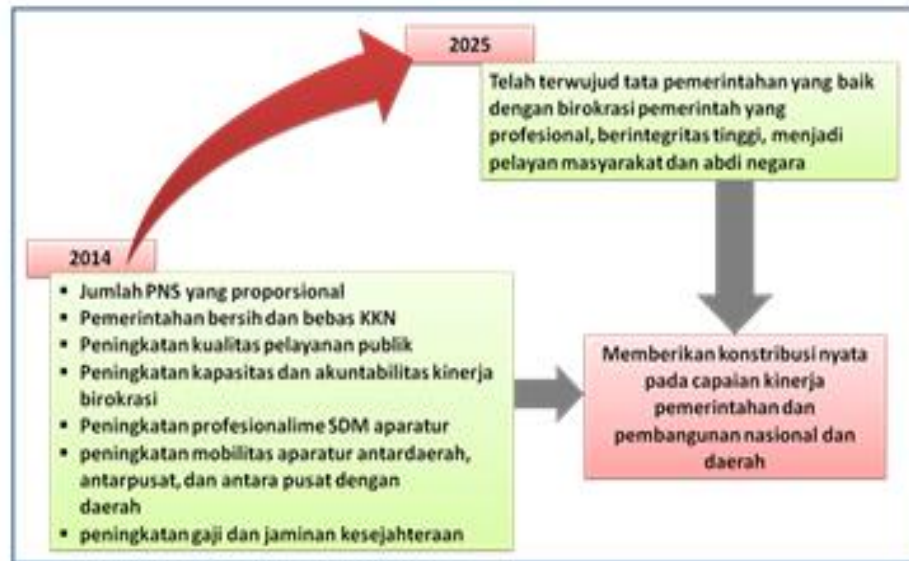 2025
Telah terwujud tata pemerintahan yang baik
dengan birokrasi pemerintah yang
profesional, berintegritas tinggi, menjadi
pelayan masyarakat dan abdi negara
2014
▪ Jumlah PNS yang proporsional
▪ Pemerintahan bersih dan bebas KKN
▪ Peningkatan kualitas pelayanan publik
▪ Peningkatan kapasitas dan akuntabilitas kinerja
birokrasi
▪ Peningkatan profesionalime SDM aparatur
▪ peningkatan mobilitas aparatur antardaerah,
antarpusat, dan antara pusat dengan
daerah
▪ peningkatan gaji dan jaminan kesejahteraan
Memberikan konstribusi nyata
pada capaian kinerja
pemerintahan dan
pembangunan nasional dan
daerah